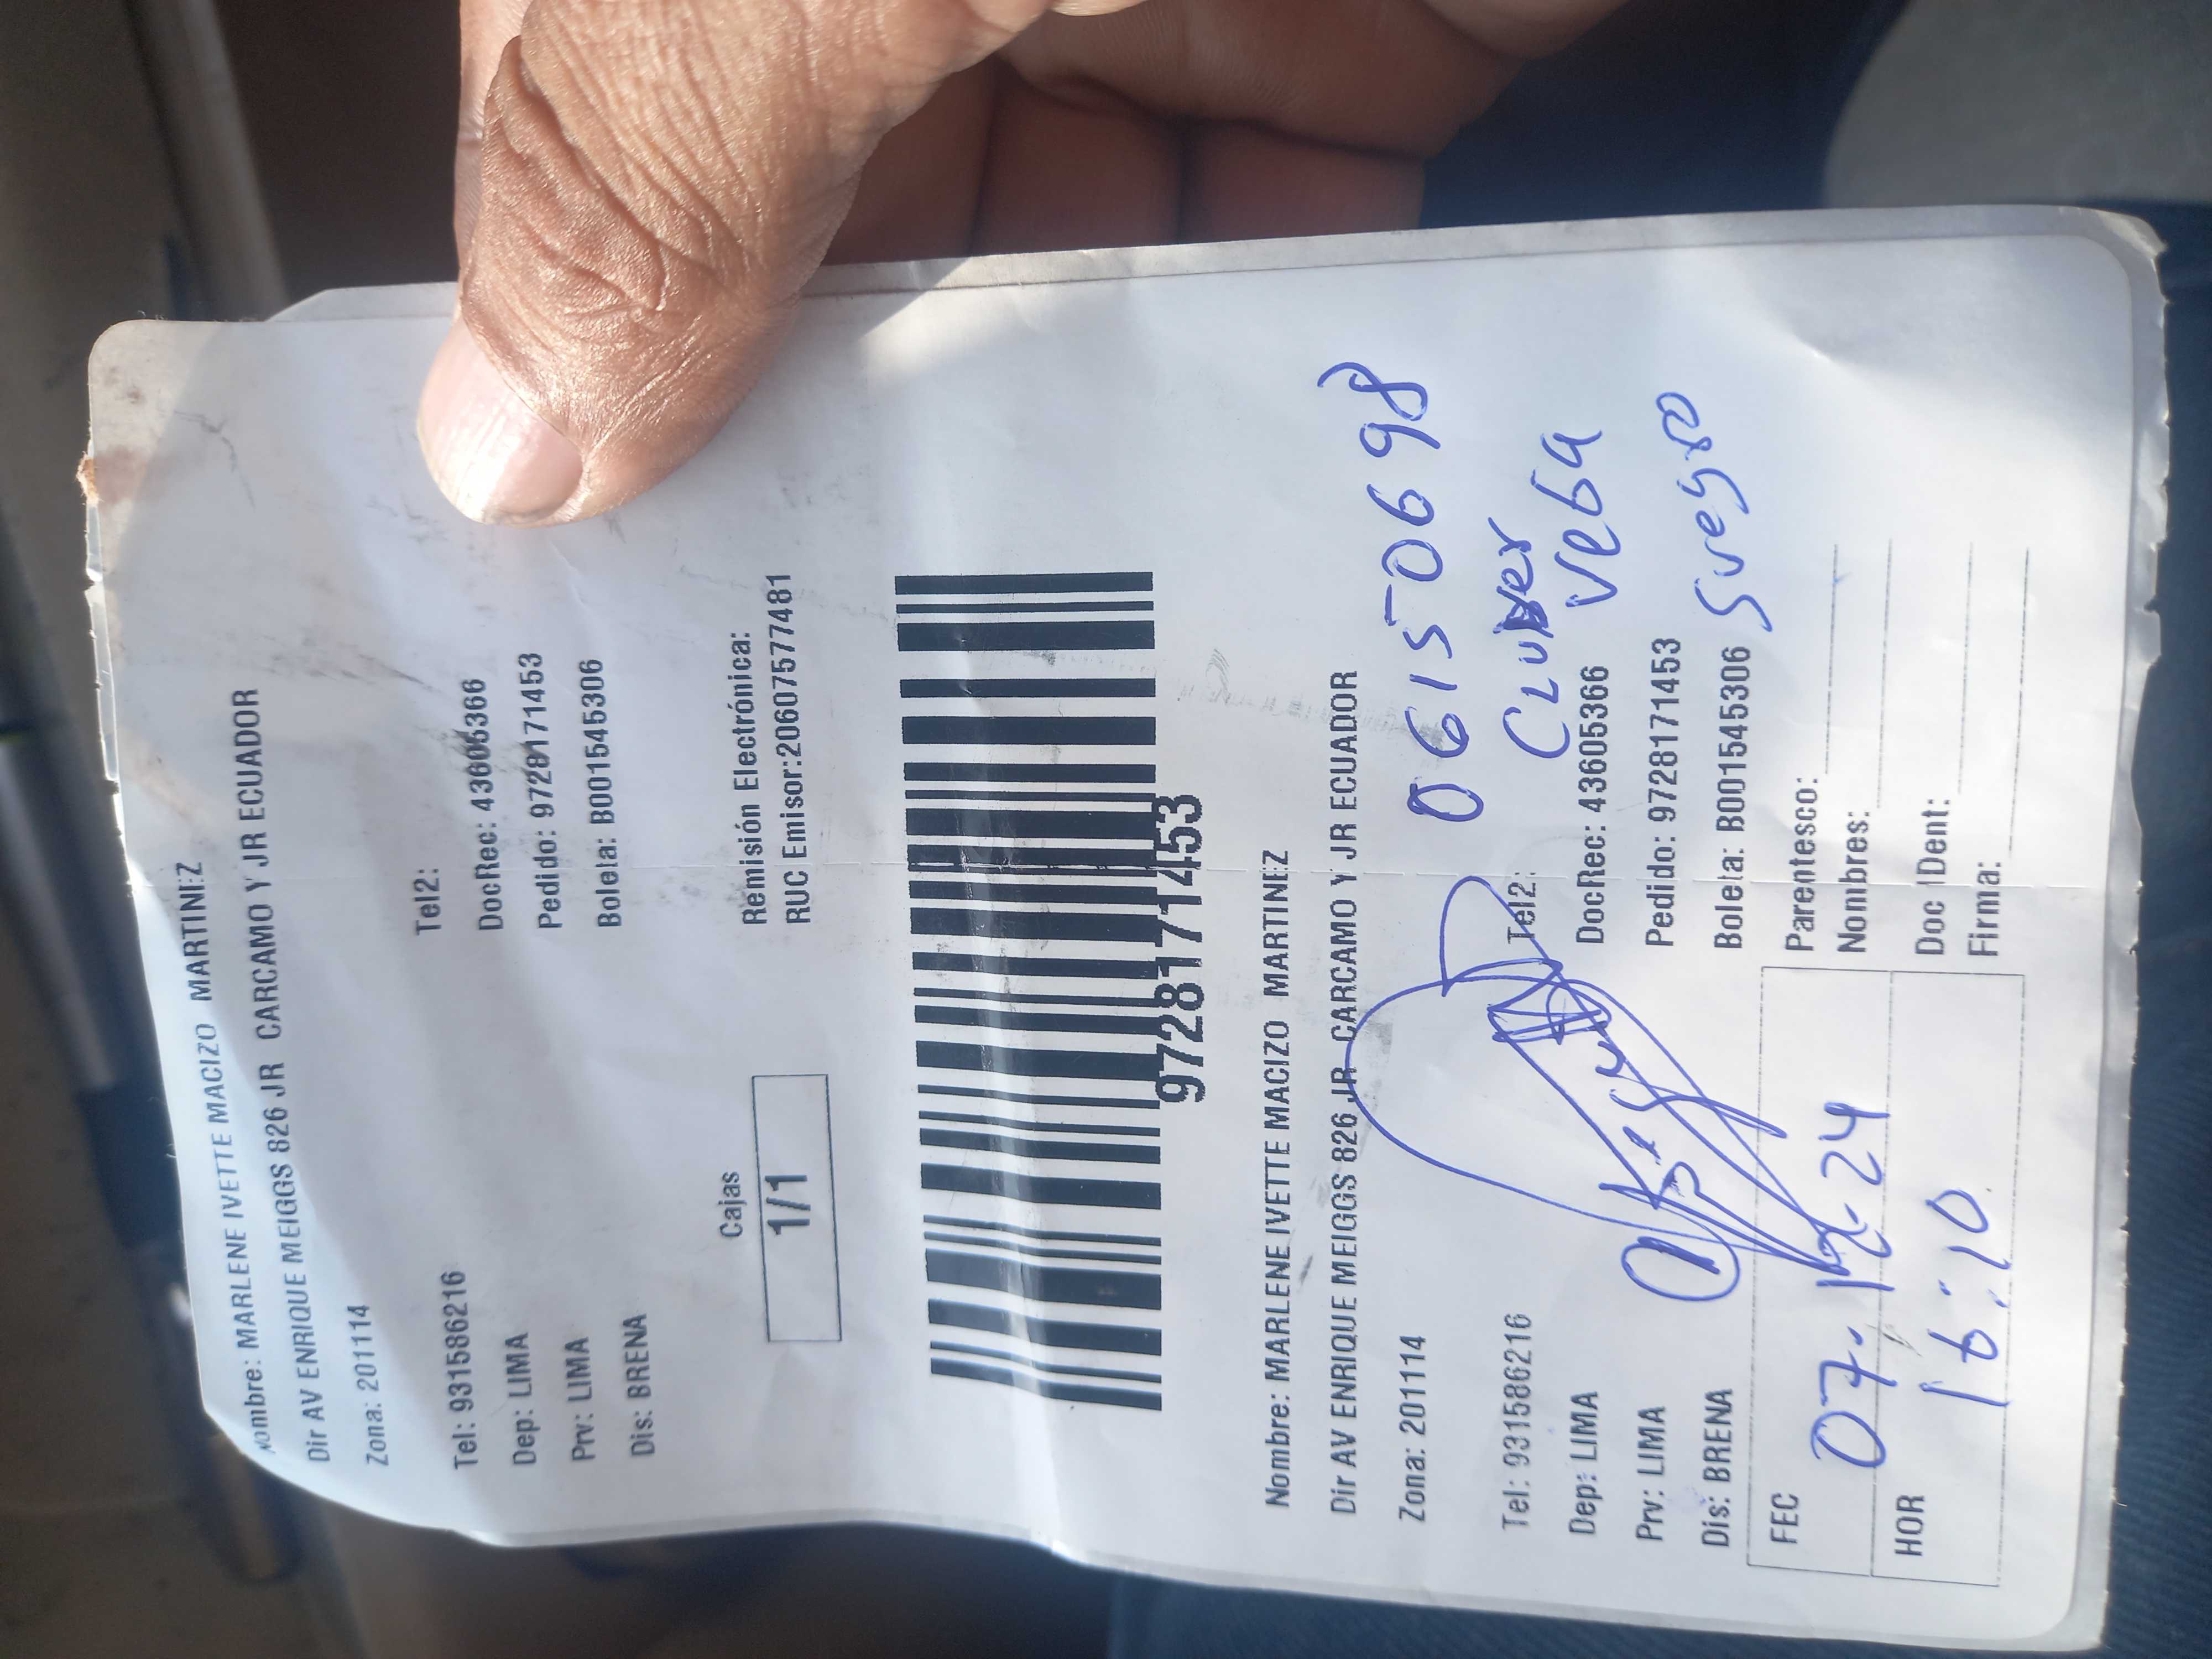 Nombre: MARLENE IVETTE MACIZO MARTINEZ
Dir AV ENRIQUE MEIGGS 826 JR CARCAMO Y JR ECUADOR
Zona: 201114
Tel: 931586216 Tel2:
Dep: LIMA DocRec: 43605366
Prv: LIMA Pedido: 9728171453
Dis: BRENA Boleta: B001545306
Cajas Remisión Electrónica:
1/1 RUC Emisor:20607577481
9728171453
Nombre: MARLENE IVETTE MACIZO MARTINEZ
Dir AV ENRIQUE MEIGGS 826 JR CARCAMO Y JR ECUADOR
Zona: 201114 06150698
Tel: 931586216 Tel2:
Dep: LIMA DocRec: 43605366 Veba
Prv: LIMA Pedido: 9728171453
Dis: BRENA Boleta: B001545306 Suegro
FEC 07-12-24 Parentesco:
Nombres:
HOR 16:10 Doc IDent:
Firma: